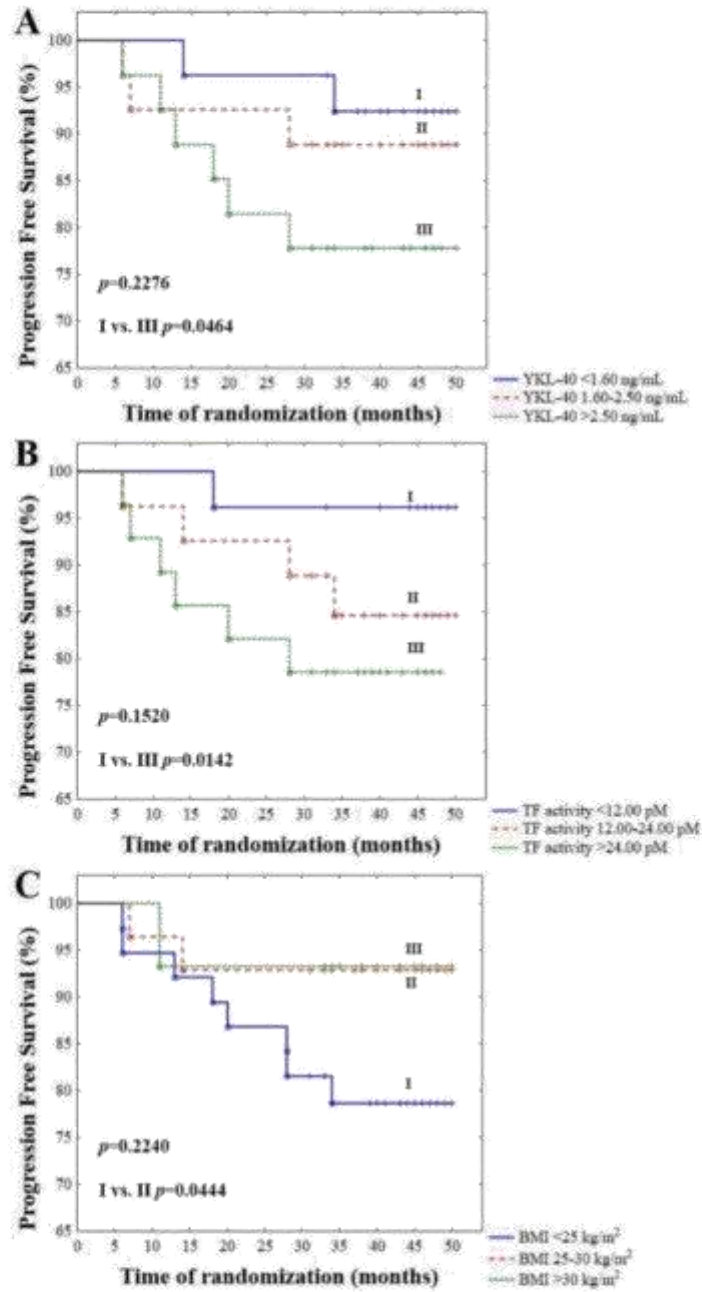 A
Progression Free Survival (%)
100
95
90
85
80
75
70
65
I
II
III
p=0.2276
I vs. III p=0.0464
0 5 10 15 20 25 30 35 40 45 50
Time of randomization (months)
YKL-40 <1.60 ng/mL
YKL-40 1.60-2.50 ng/mL
YKL-40 >2.50 ng/mL
B
Progression Free Survival (%)
100
95
90
85
80
75
70
65
I
II
III
p=0.1520
I vs. III p=0.0142
0 5 10 15 20 25 30 35 40 45 50
Time of randomization (months)
TF activity <12.00 pM
TF activity 12.00-24.00 pM
TF activity >24.00 pM
C
Progression Free Survival (%)
100
95
90
85
80
75
70
65
III
II
I
p=0.2240
I vs. II p=0.0444
0 5 10 15 20 25 30 35 40 45 50
Time of randomization (months)
BMI <25 kg/m²
BMI 25-30 kg/m²
BMI >30 kg/m²